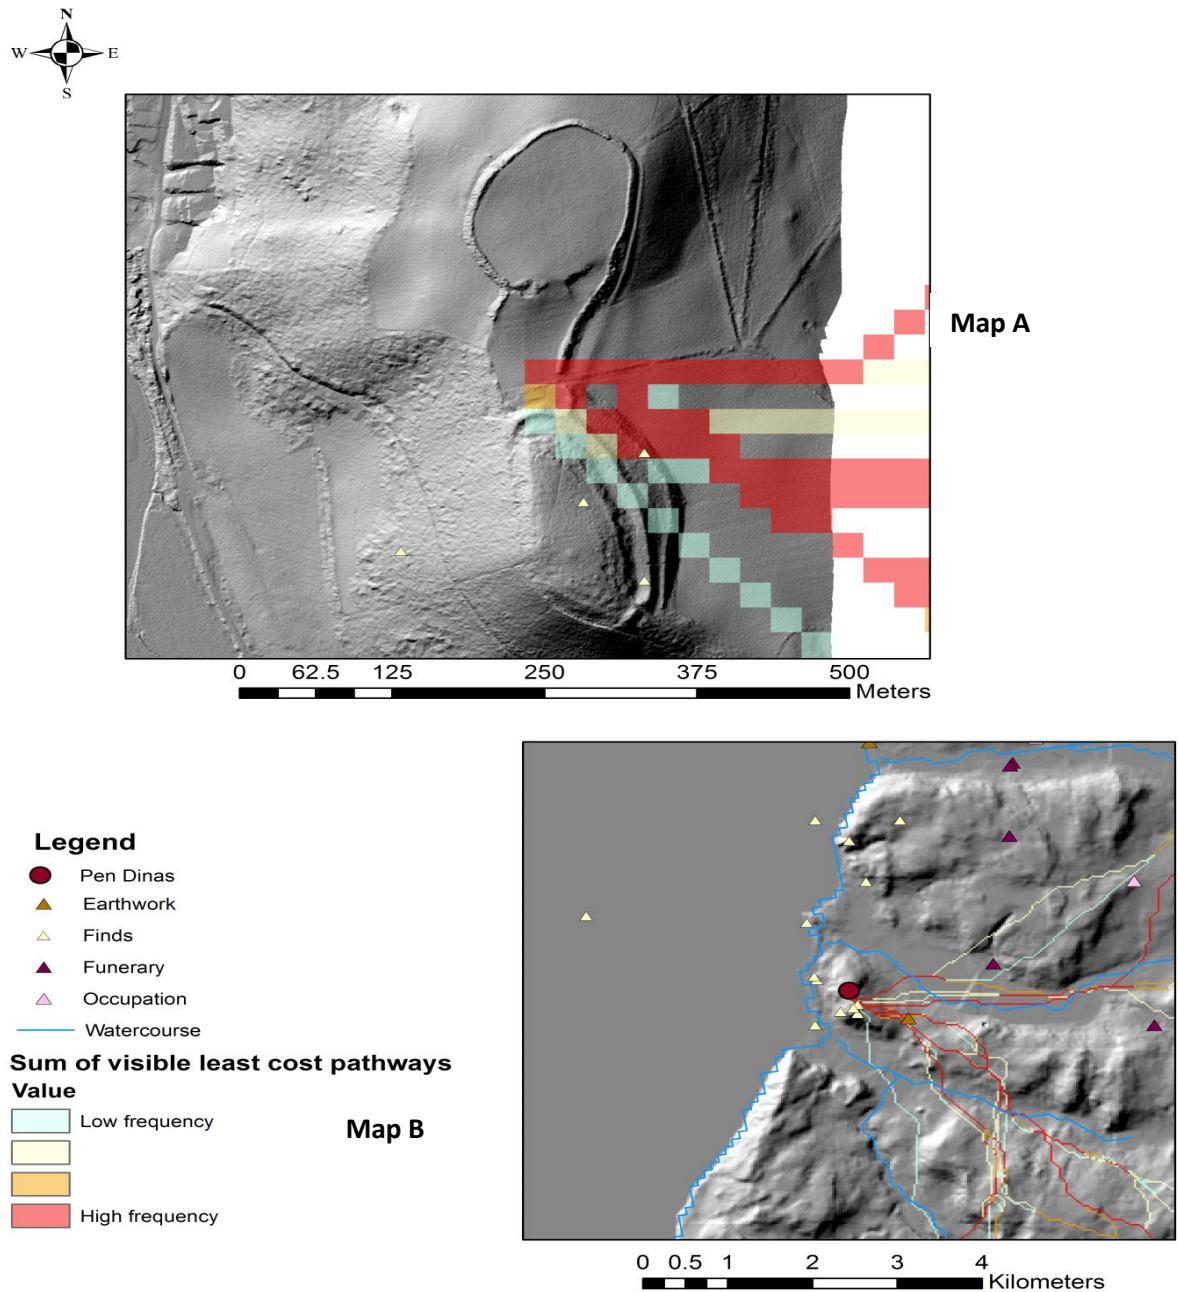 N
W E
S
Map A
0 62.5 125 250 375 500
Meters
Legend
Pen Dinas
Earthwork
Finds
Funerary
Occupation
Watercourse
Sum of visible least cost pathways
Value
Low frequency
High frequency
Map B
0 0.5 1 2 3 4
Kilometers